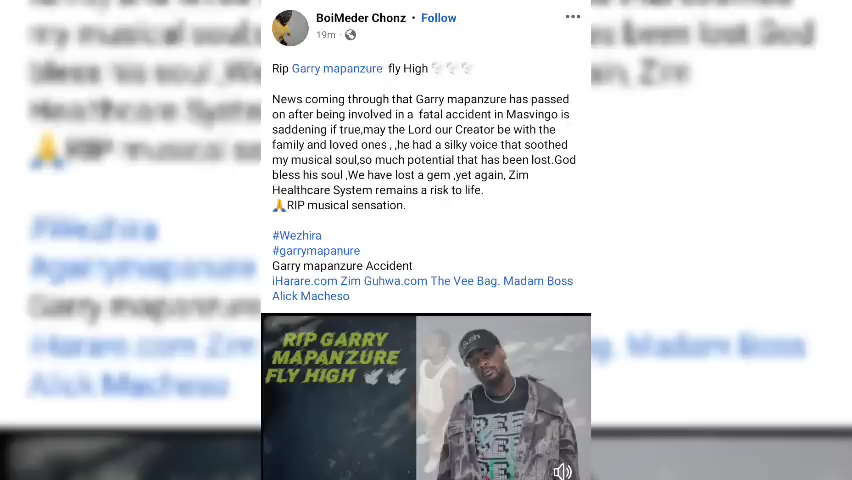 BoiMeder Chonz · Follow
19m ·
Rip Garry mapanzure fly High🕊🕊🕊
News coming through that Garry mapanzure has passed
on after being involved in a fatal accident in Masvingo is
saddening if true,may the Lord our Creator be with the
family and loved ones , ,he had a silky voice that soothed
my musical soul,so much potential that has been lost.God
bless his soul ,We have lost a gem ,yet again, Zim
Healthcare System remains a risk to life.
🙏RIP musical sensation.
#Wezhira
#garrymapanure
Garry mapanzure Accident
iHarare.com Zim Guhwa.com The Vee Bag. Madam Boss
Alick Macheso
RIP GARRY
MAPANZURE
FLY HIGH 🕊🕊